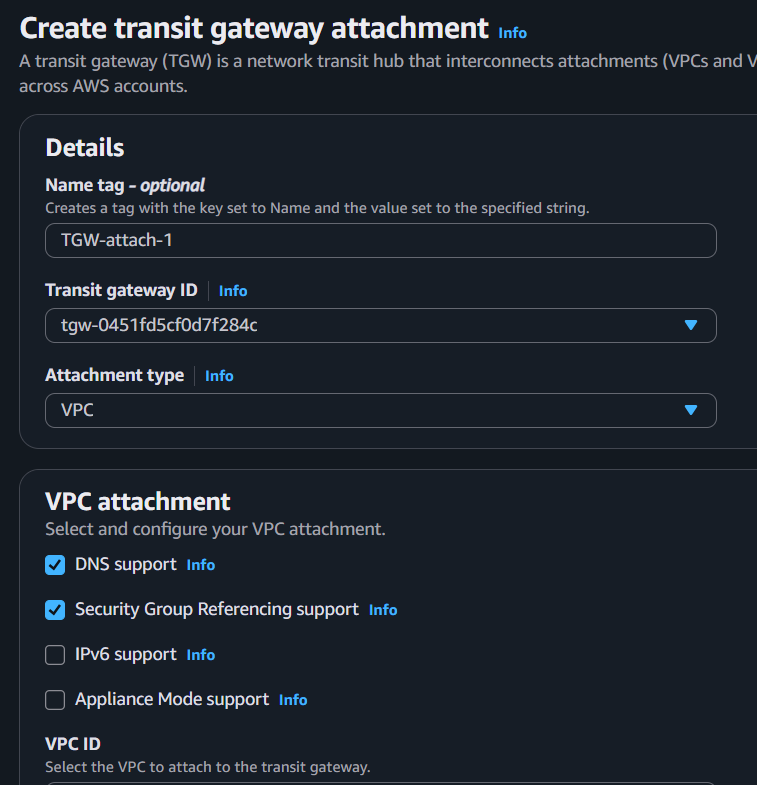 Create transit gateway attachment Info
A transit gateway (TGW) is a network transit hub that interconnects attachments (VPCs and V
across AWS accounts.
Details
Name tag - optional
Creates a tag with the key set to Name and the value set to the specified string.
TGW-attach-1
Transit gateway ID Info
tgw-0451fd5cf0d7f284c
Attachment type Info
VPC
VPC attachment
Select and configure your VPC attachment.
DNS support Info
Security Group Referencing support Info
IPv6 support Info
Appliance Mode support Info
VPC ID
Select the VPC to attach to the transit gateway.